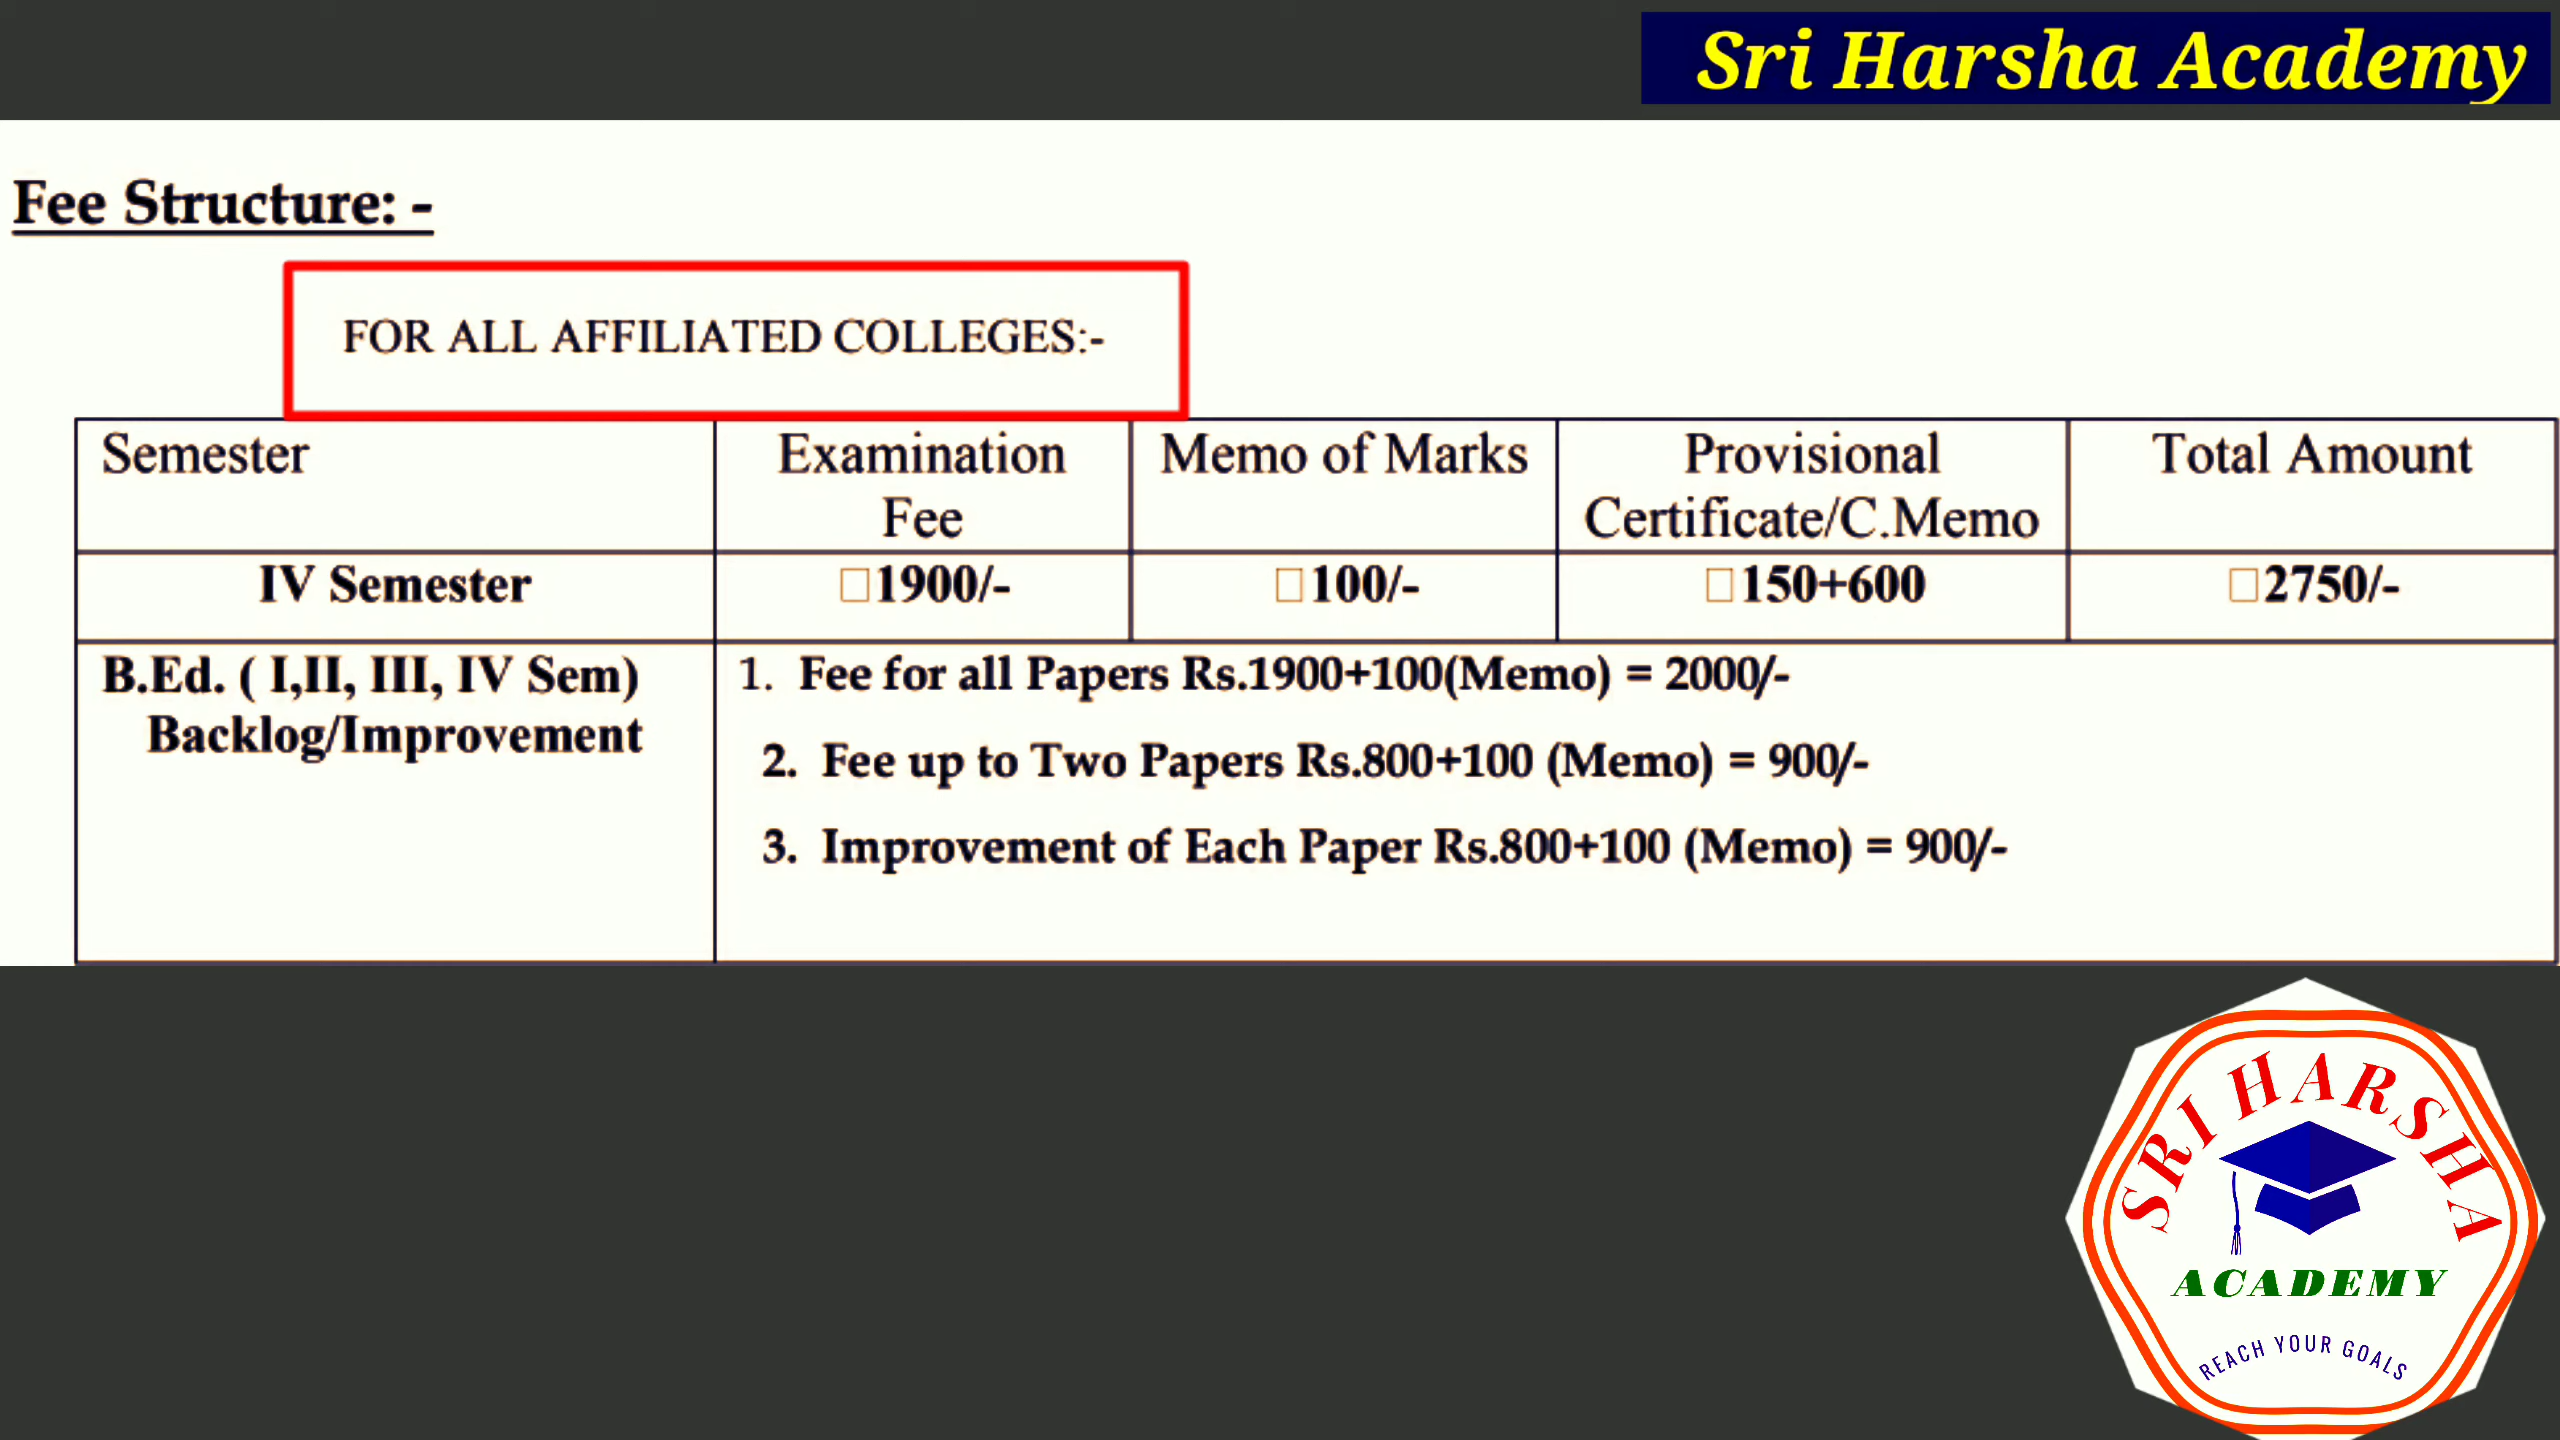 Sri Harsha Academy
Fee Structure: -
FOR ALL AFFILIATED COLLEGES:-
Semester
Examination
Fee
Memo of Marks
Provisional
Certificate/C.Memo
Total Amount
IV Semester
□1900/-
□100/-
□150+600
□2750/-
B.Ed. ( I,II, III, IV Sem)
Backlog/Improvement
1. Fee for all Papers Rs.1900+100(Memo) = 2000/-
2. Fee up to Two Papers Rs.800+100 (Memo) = 900/-
3. Improvement of Each Paper Rs.800+100 (Memo) = 900/-
SRI HARSHA
ACADEMY
REACH YOUR GOALS